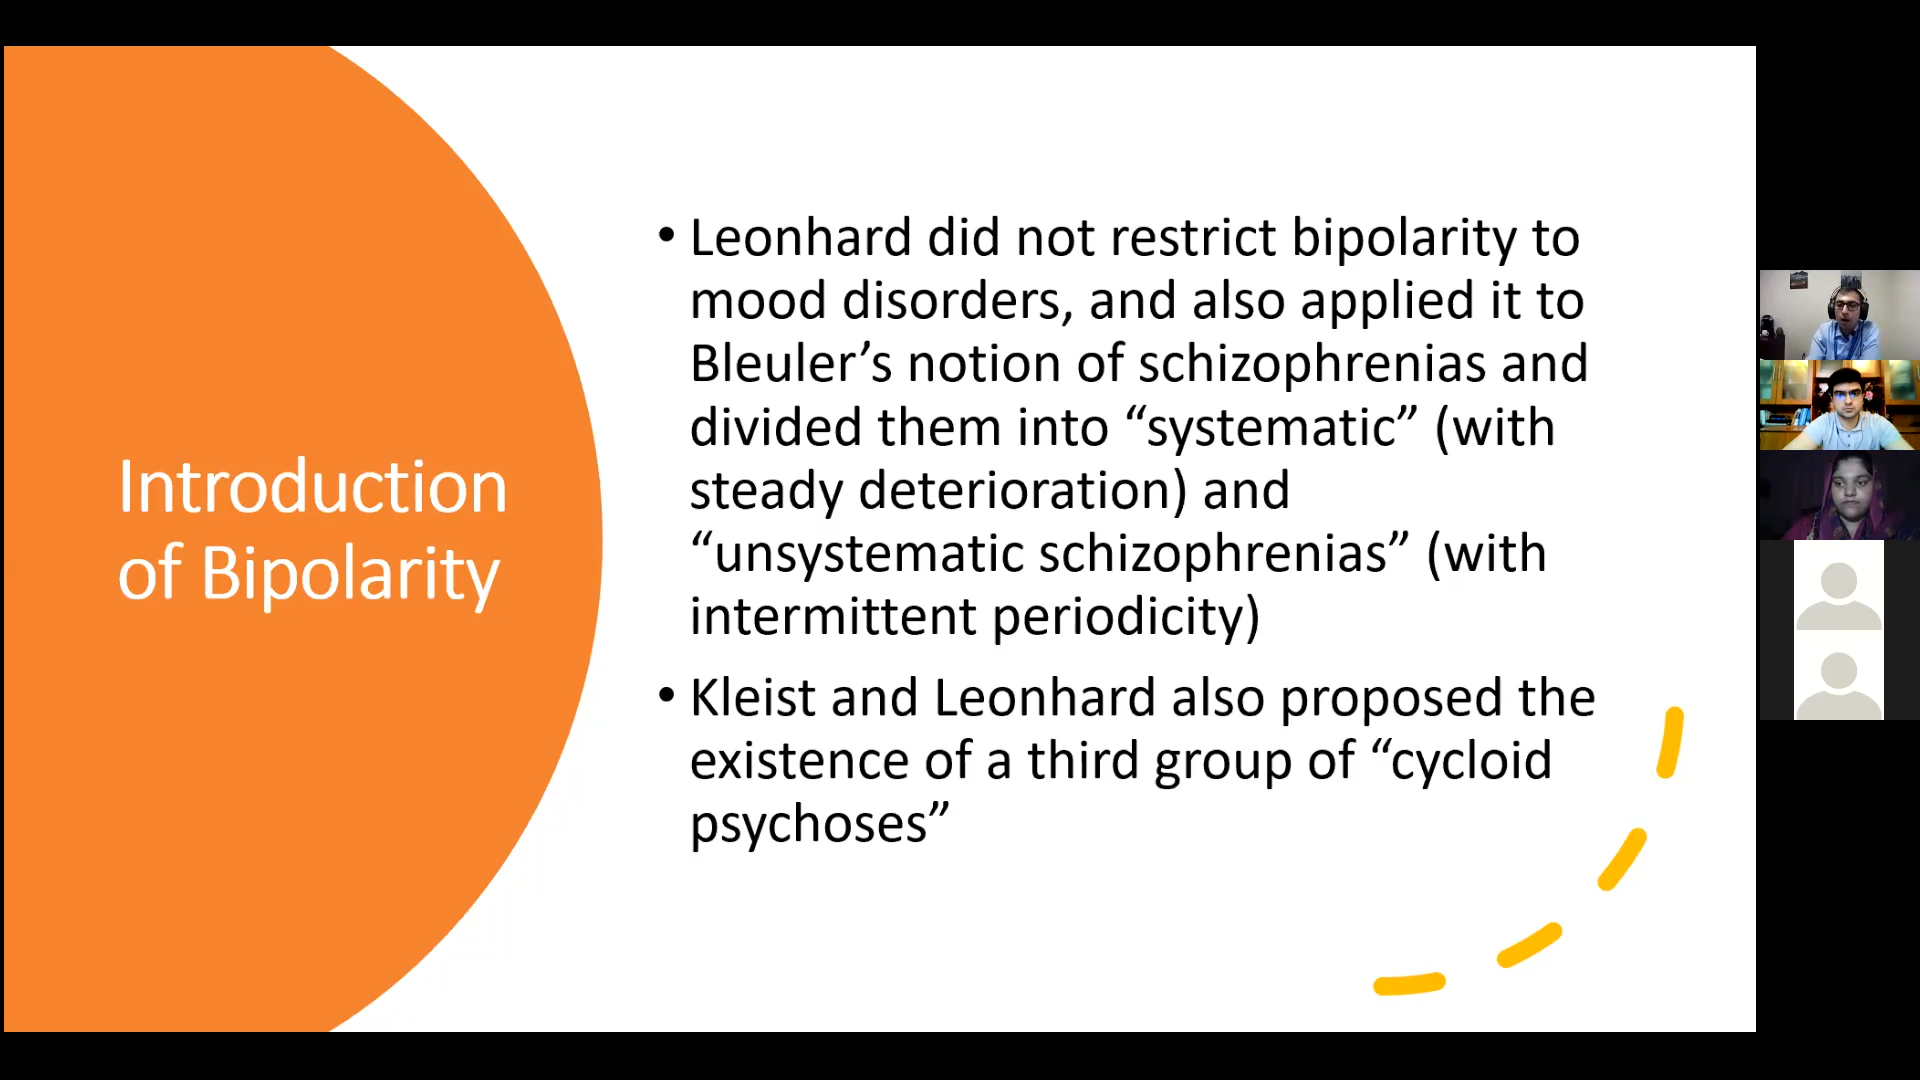 Introduction
of Bipolarity
• Leonhard did not restrict bipolarity to
mood disorders, and also applied it to
Bleuler’s notion of schizophrenias and
divided them into “systematic” (with
steady deterioration) and
“unsystematic schizophrenias” (with
intermittent periodicity)
• Kleist and Leonhard also proposed the
existence of a third group of “cycloid
psychoses”